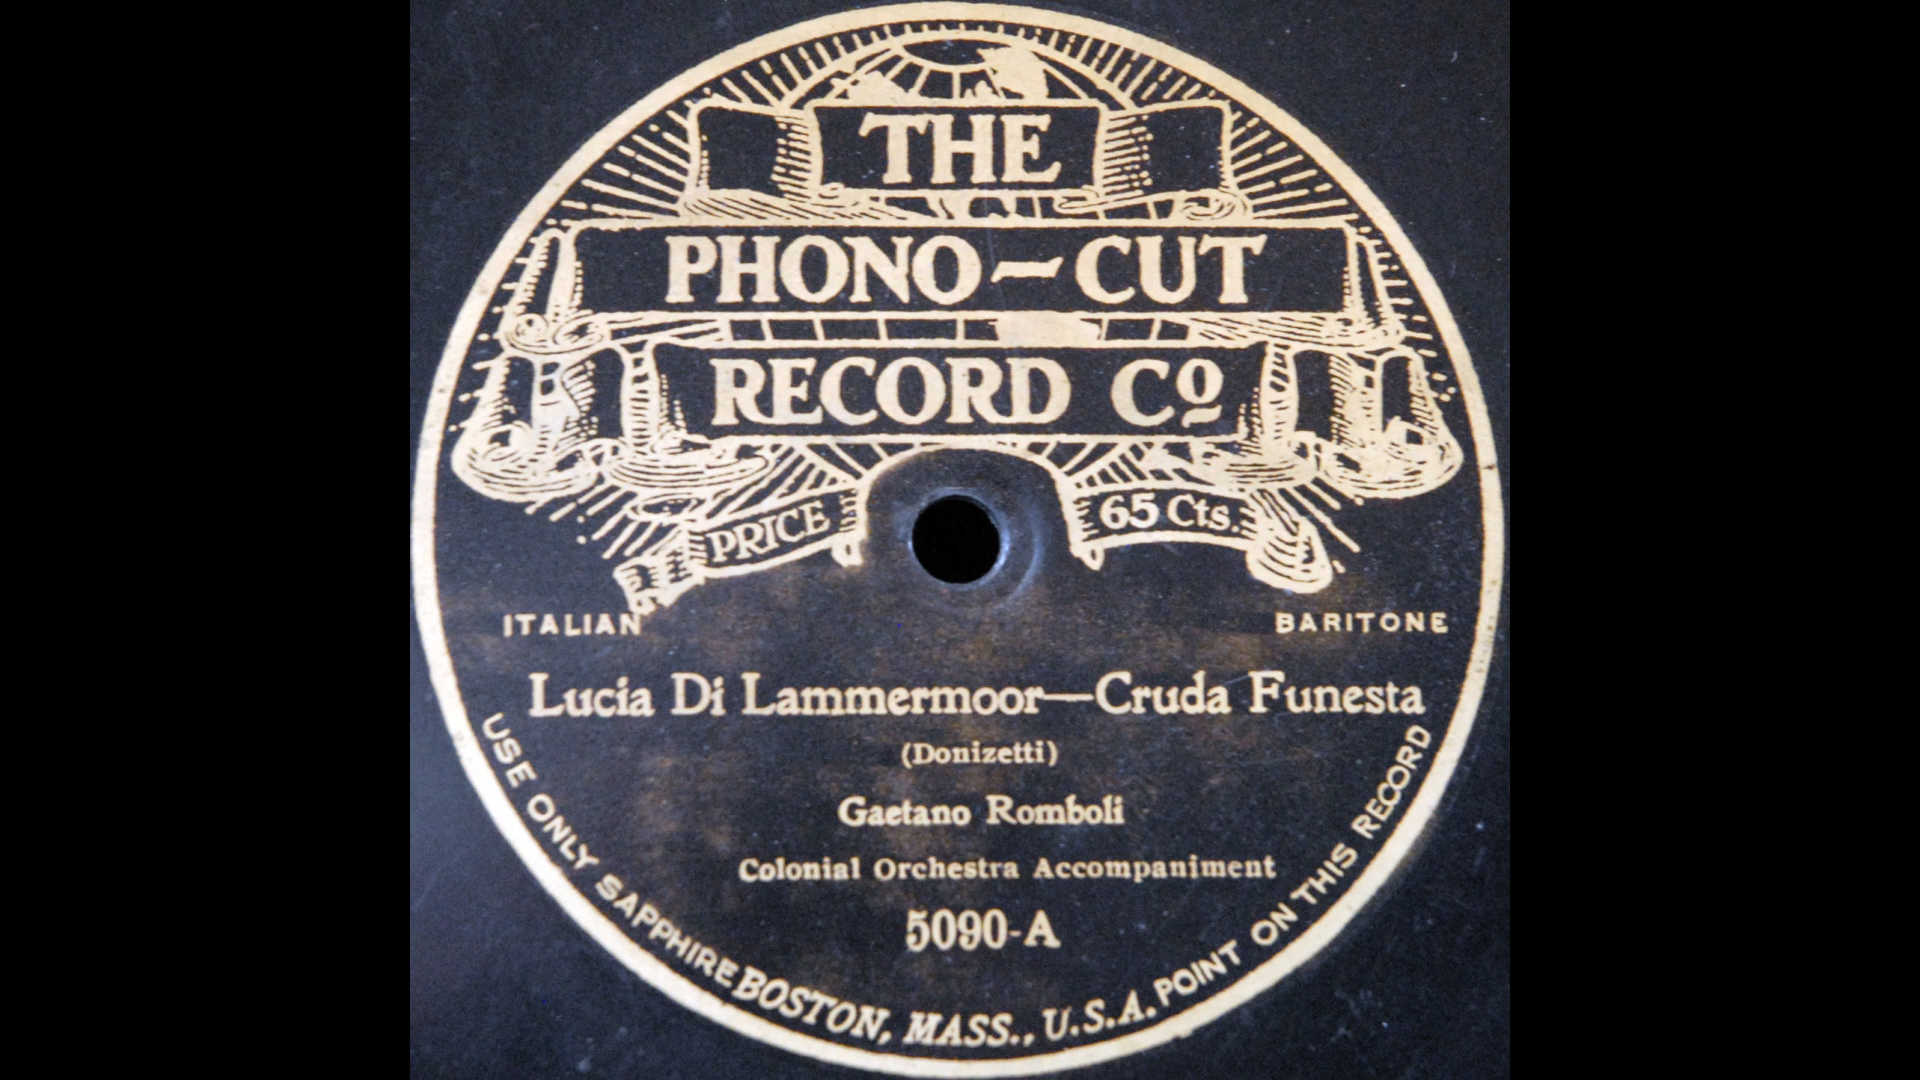 THE
PHONO-CUT
RECORD Co
PRICE 65 Cts.
ITALIAN BARITONE
Lucia Di Lammermoor—Cruda Funesta
(Donizetti)
Gaetano Romboli
Colonial Orchestra Accompaniment
5090-A
USE ONLY SAPPHIRE POINT ON THIS RECORD
BOSTON, MASS., U.S.A.